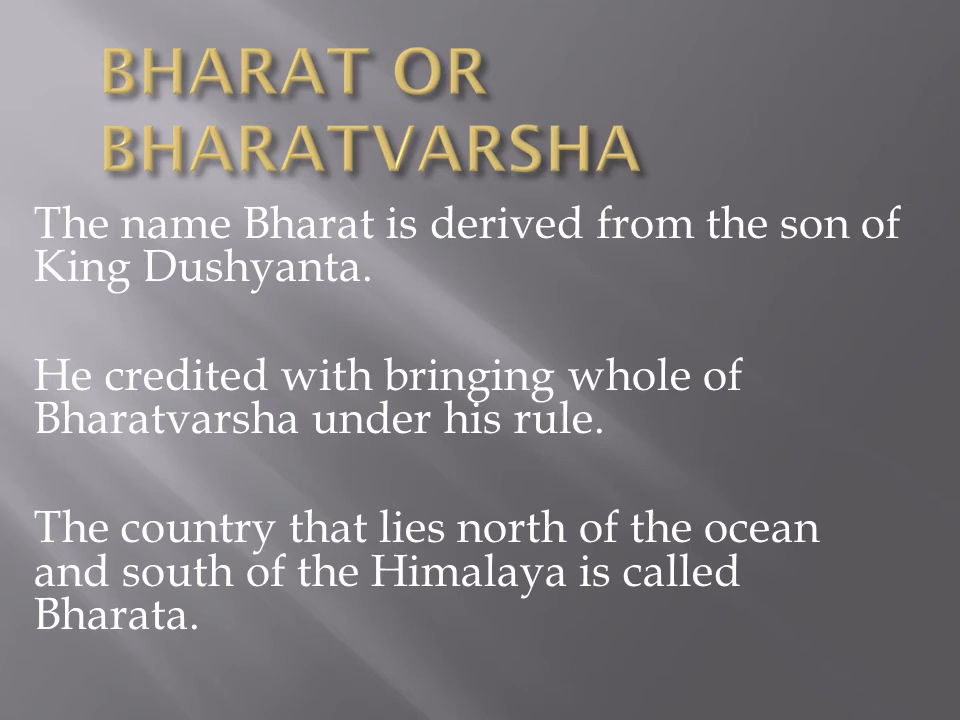 BHARAT OR
BHARATVARSHA
The name Bharat is derived from the son of
King Dushyanta.
He credited with bringing whole of
Bharatvarsha under his rule.
The country that lies north of the ocean
and south of the Himalaya is called
Bharata.